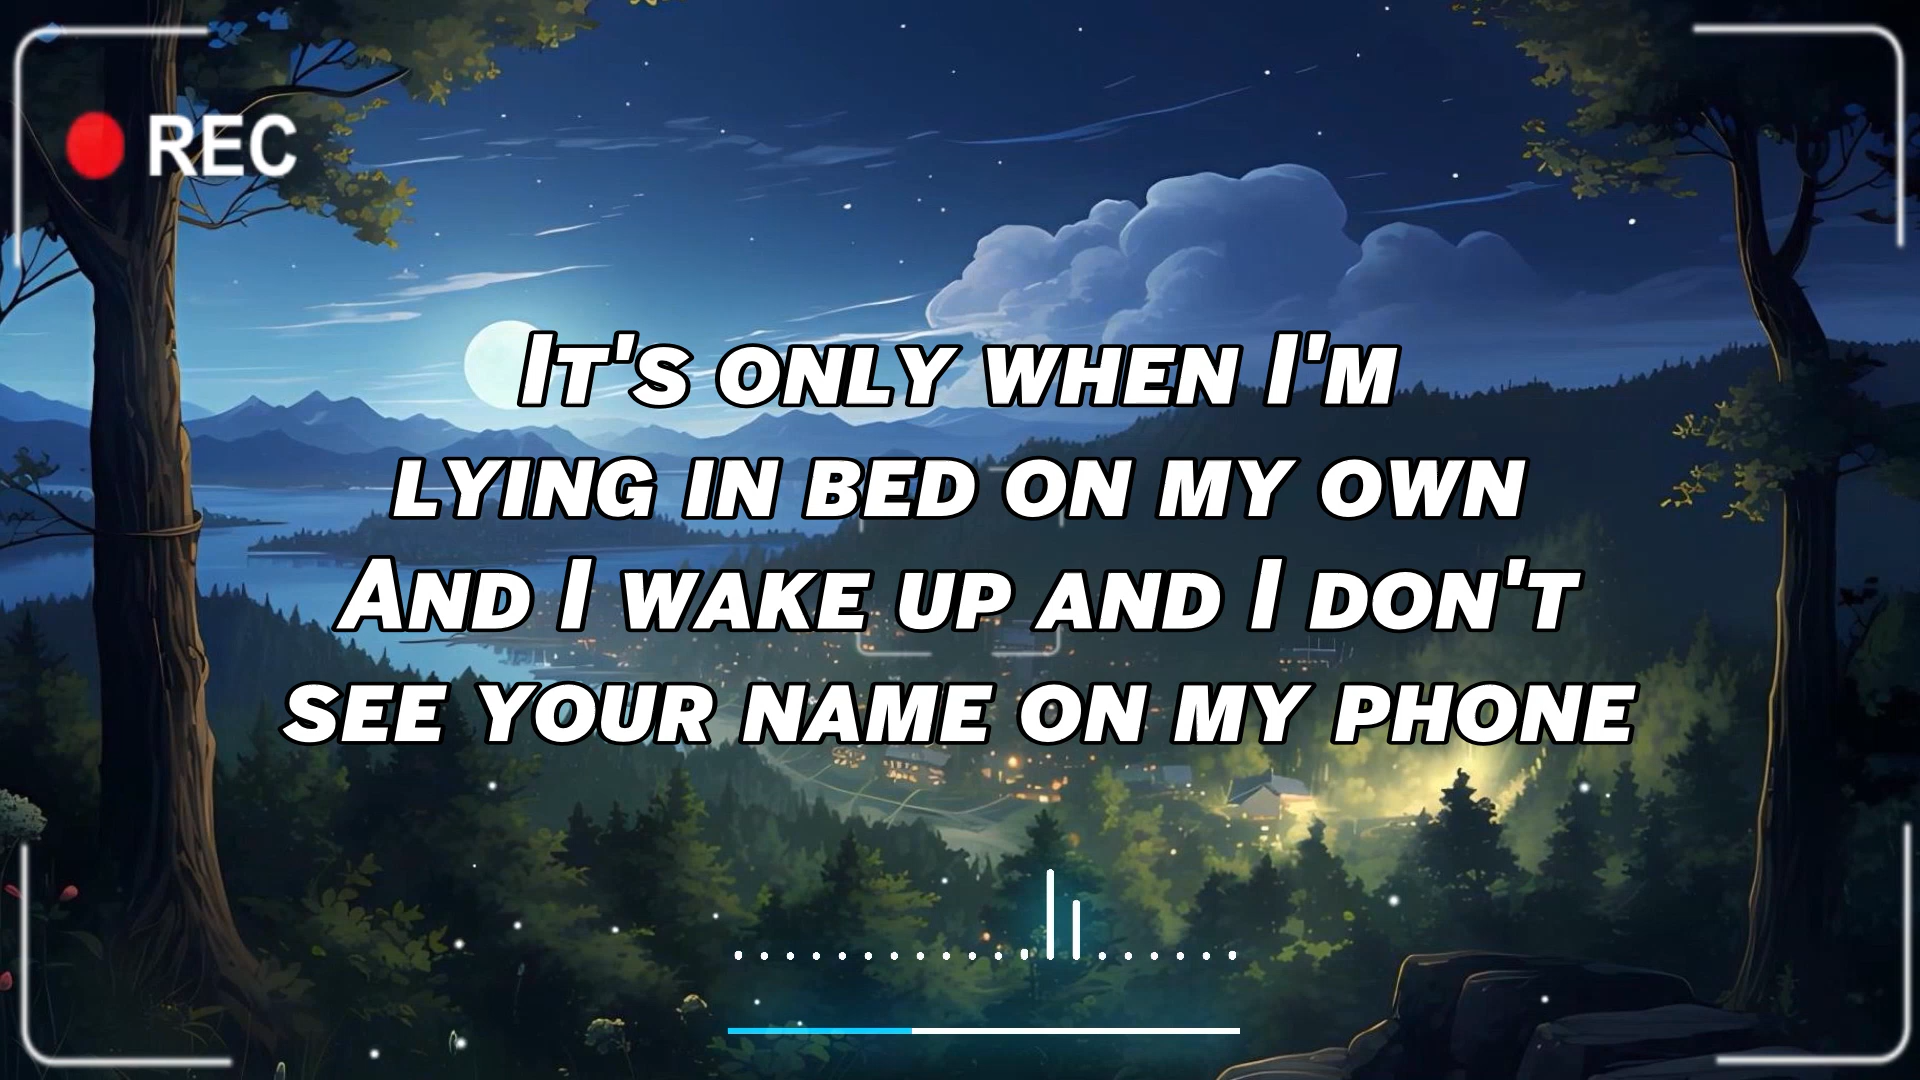 REC
It's only when I'm
lying in bed on my own
And I wake up and I don't
see your name on my phone